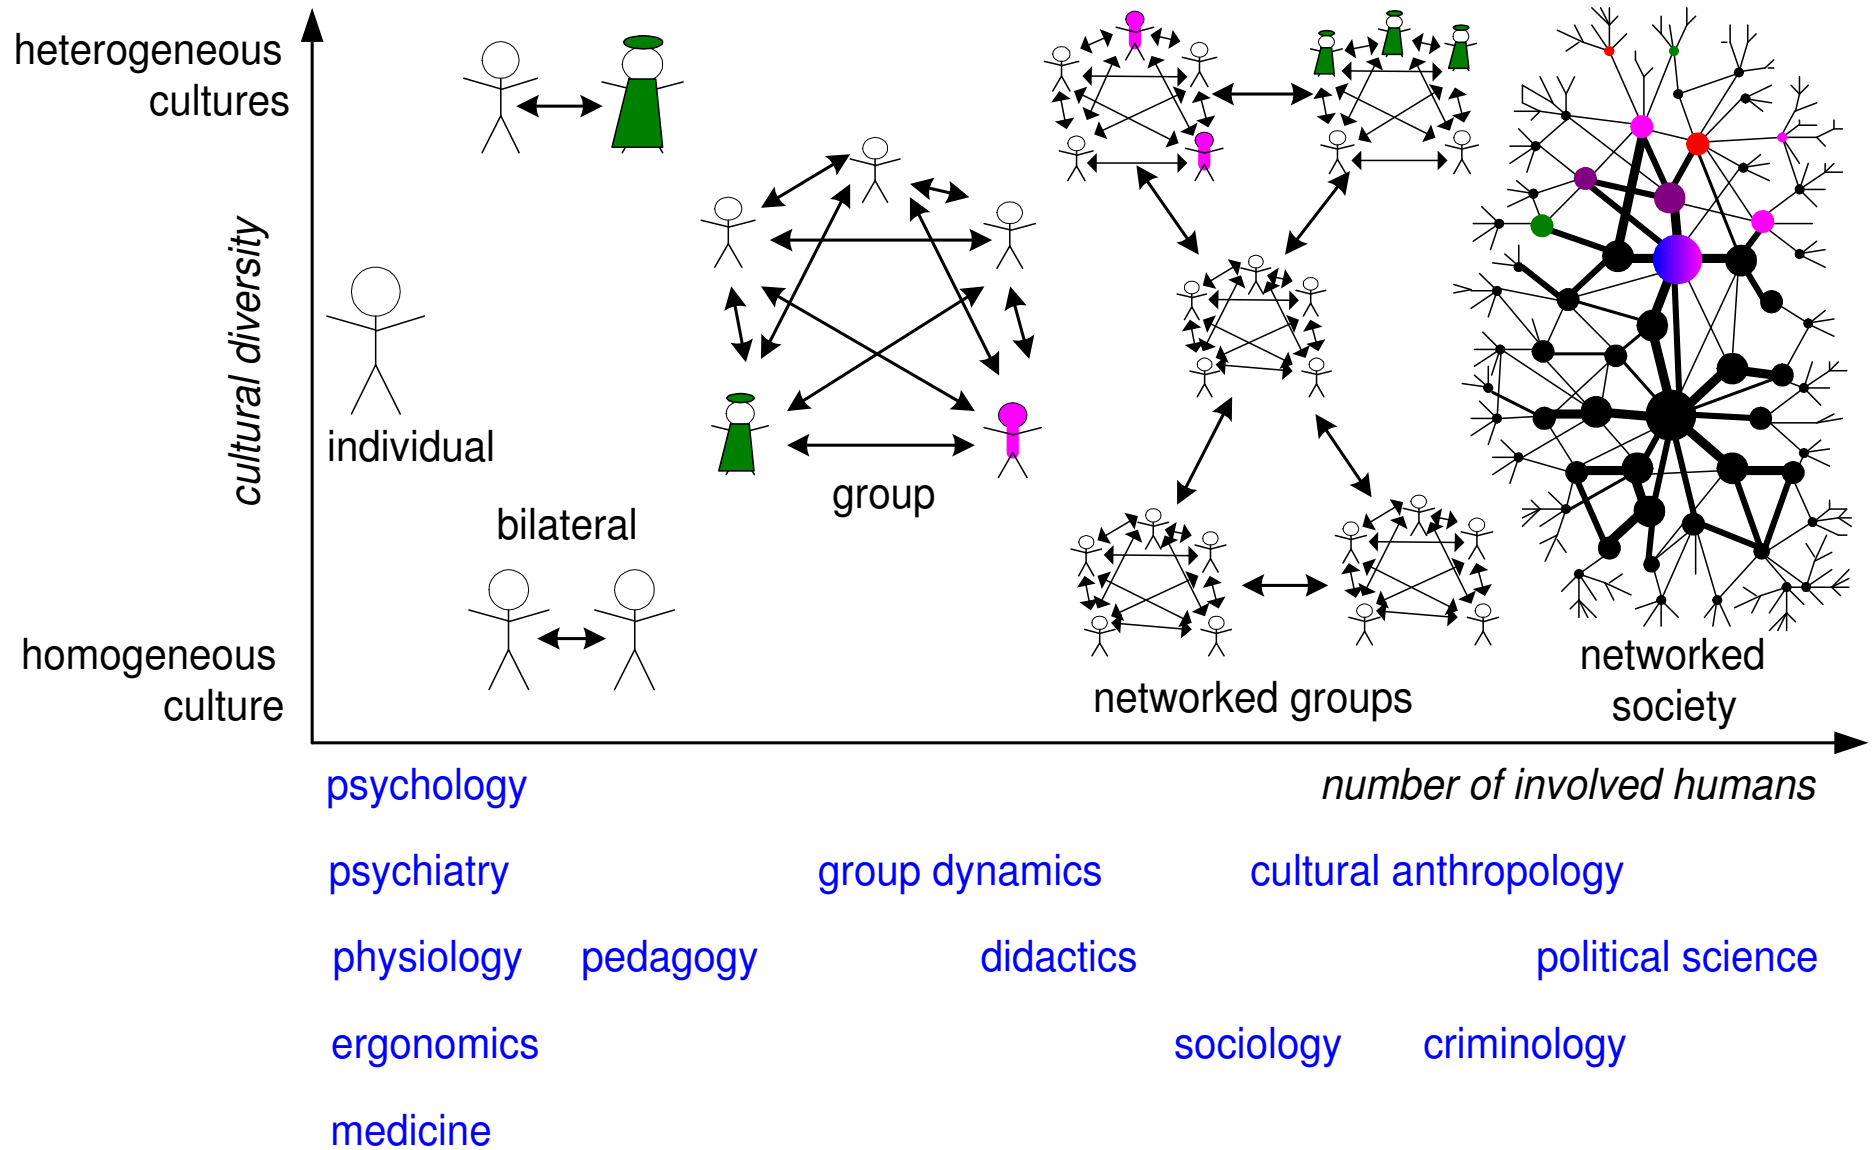 heterogeneous
cultures
cultural diversity
individual
bilateral
group
homogeneous
culture
networked groups
networked
society
psychology
number of involved humans
psychiatry
group dynamics
cultural anthropology
physiology
pedagogy
didactics
political science
ergonomics
sociology
criminology
medicine